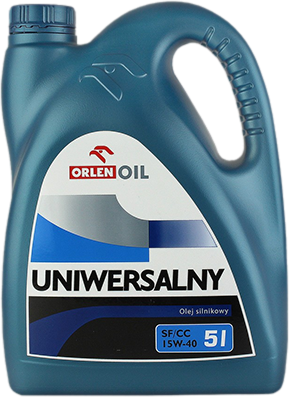 ORLEN OIL
UNIWERSALNY
Olej silnikowy
SF/CC
15W-40
5l